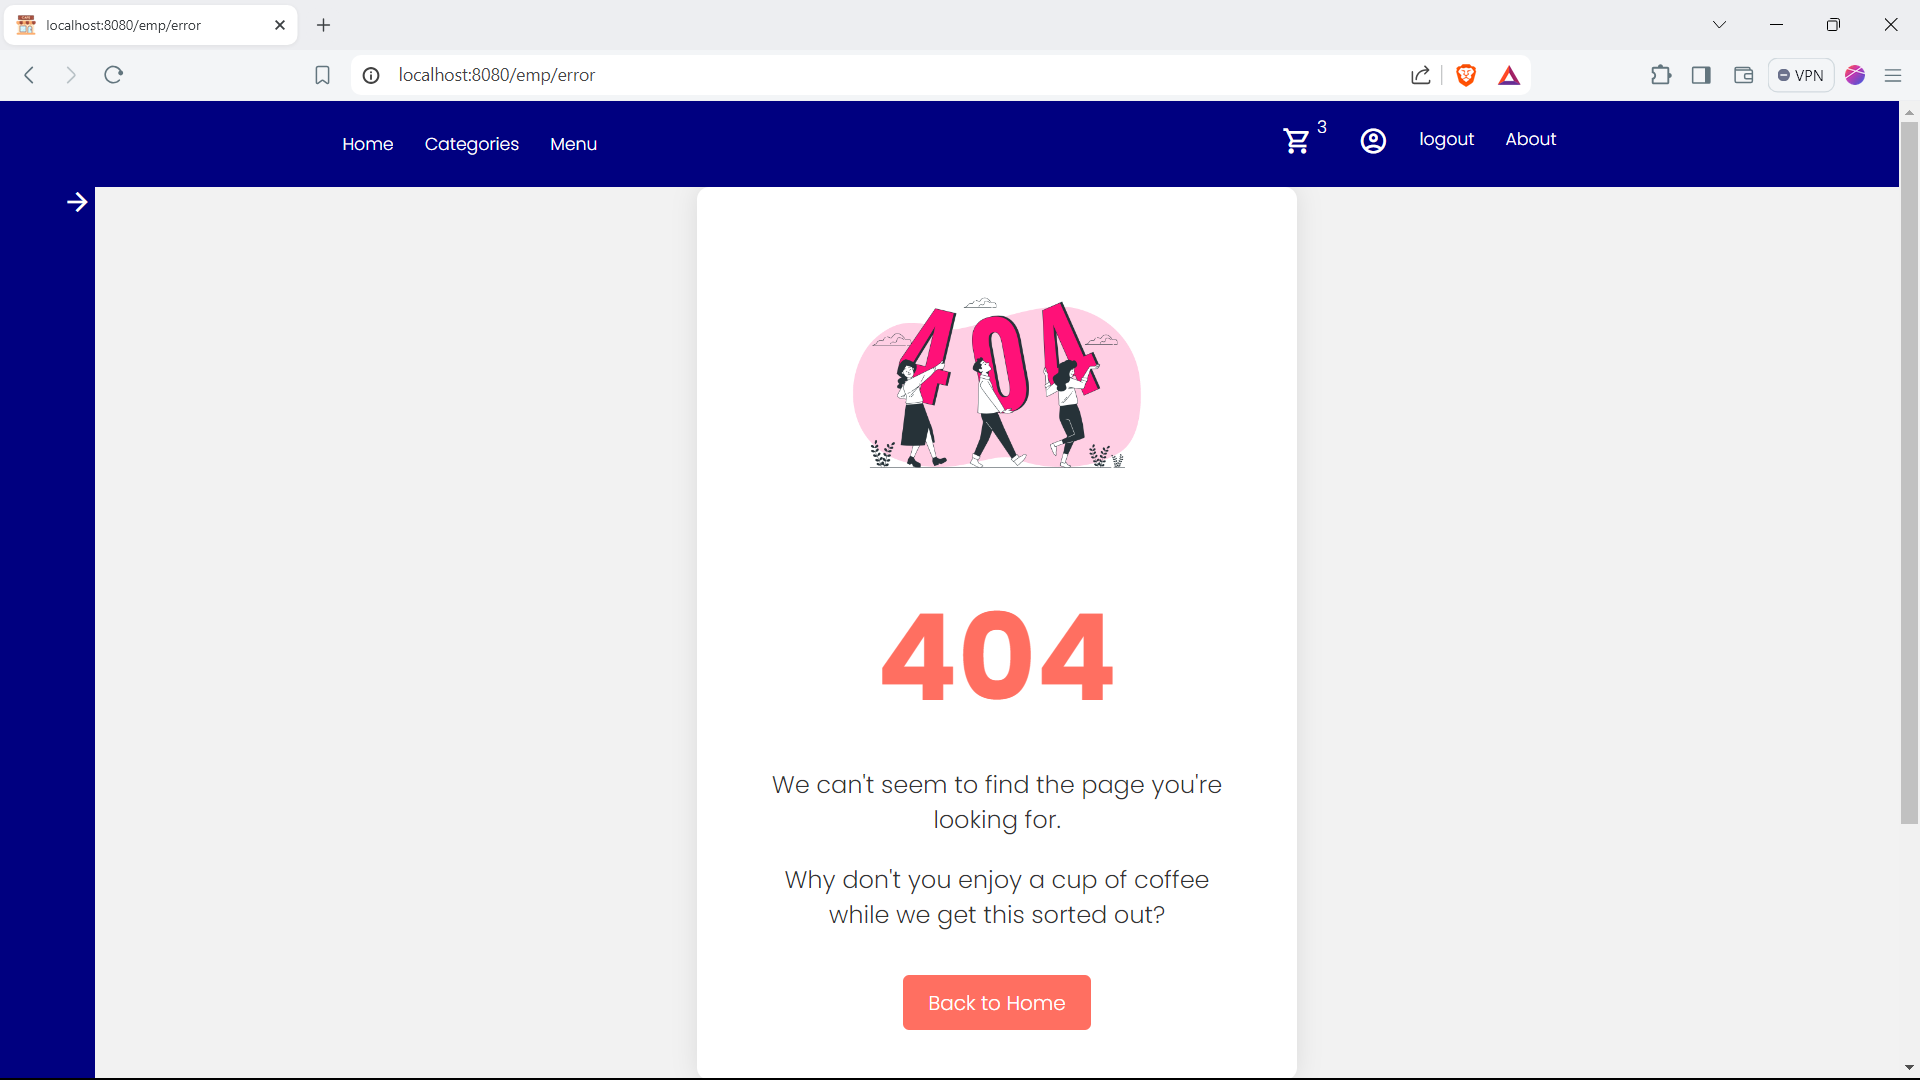 localhost:8080/emp/error
localhost:8080/emp/error
VPN
Home Categories Menu
3
logout About
404
404
We can't seem to find the page you're
looking for.
Why don't you enjoy a cup of coffee
while we get this sorted out?
Back to Home